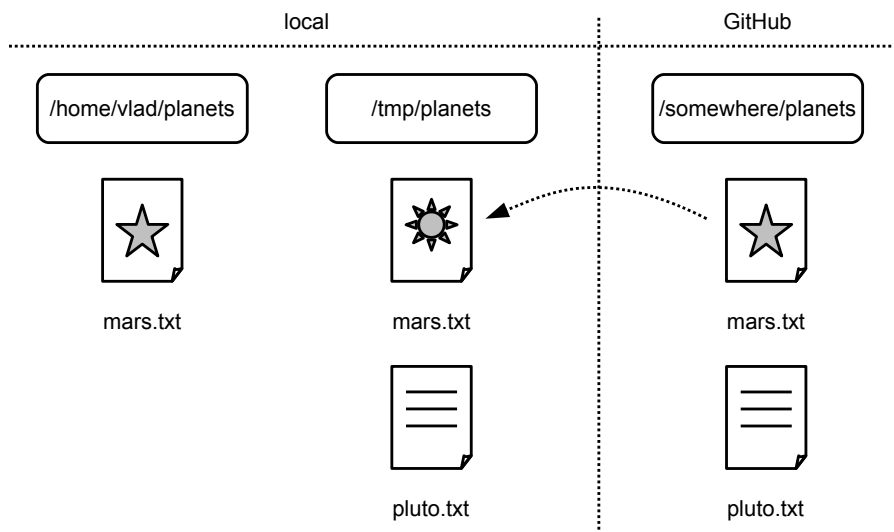 local
GitHub
/home/vlad/planets
/tmp/planets
/somewhere/planets
mars.txt
mars.txt
mars.txt
pluto.txt
pluto.txt